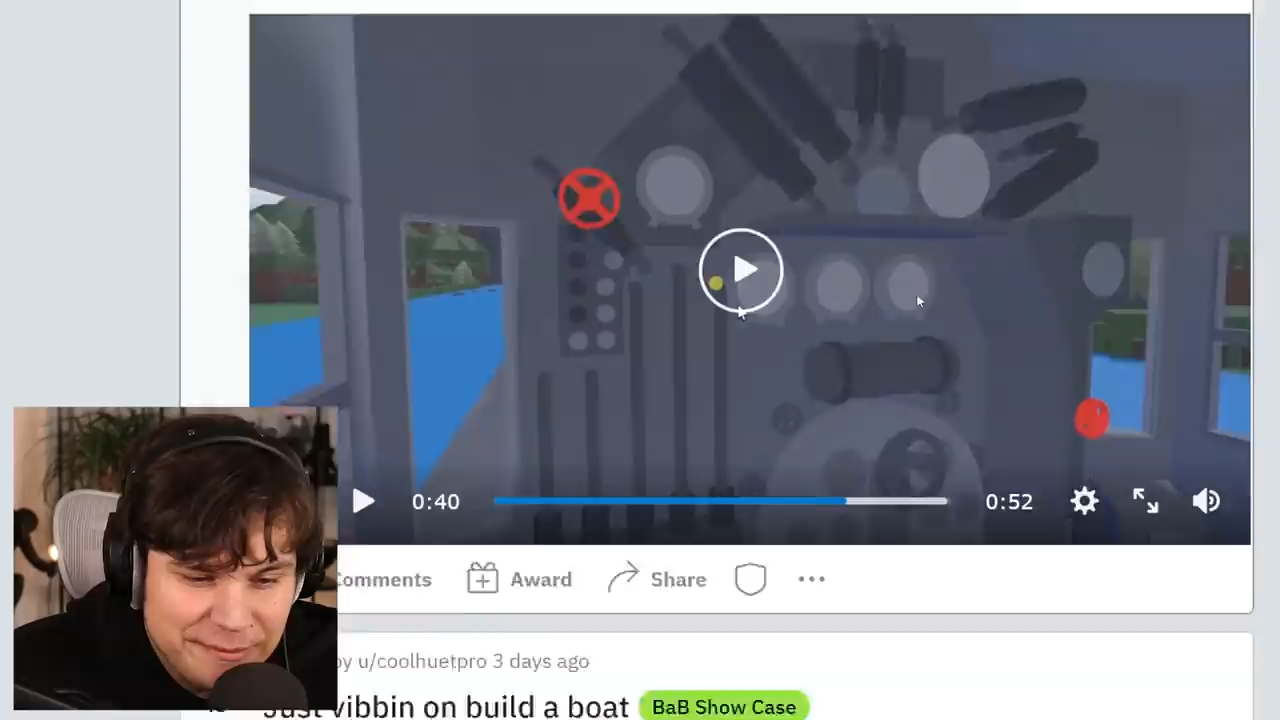 0:40
0:52
Comments
Award
Share
by u/coolhuetpro 3 days ago
Just vibbin on build a boat
BaB Show Case